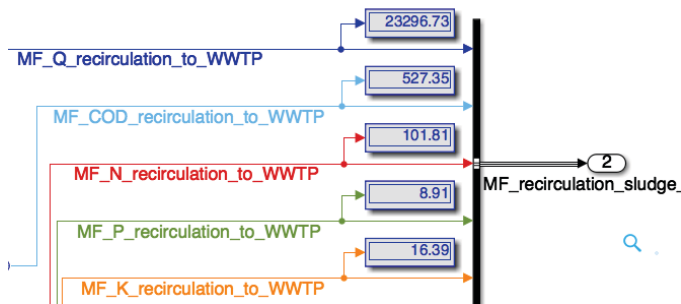 23296.73
MF_Q_recirculation_to_WWTP
527.35
MF_COD_recirculation_to_WWTP
101.81
MF_N_recirculation_to_WWTP
2
MF_recirculation_sludge_
8.91
MF_P_recirculation_to_WWTP
16.39
MF_K_recirculation_to_WWTP